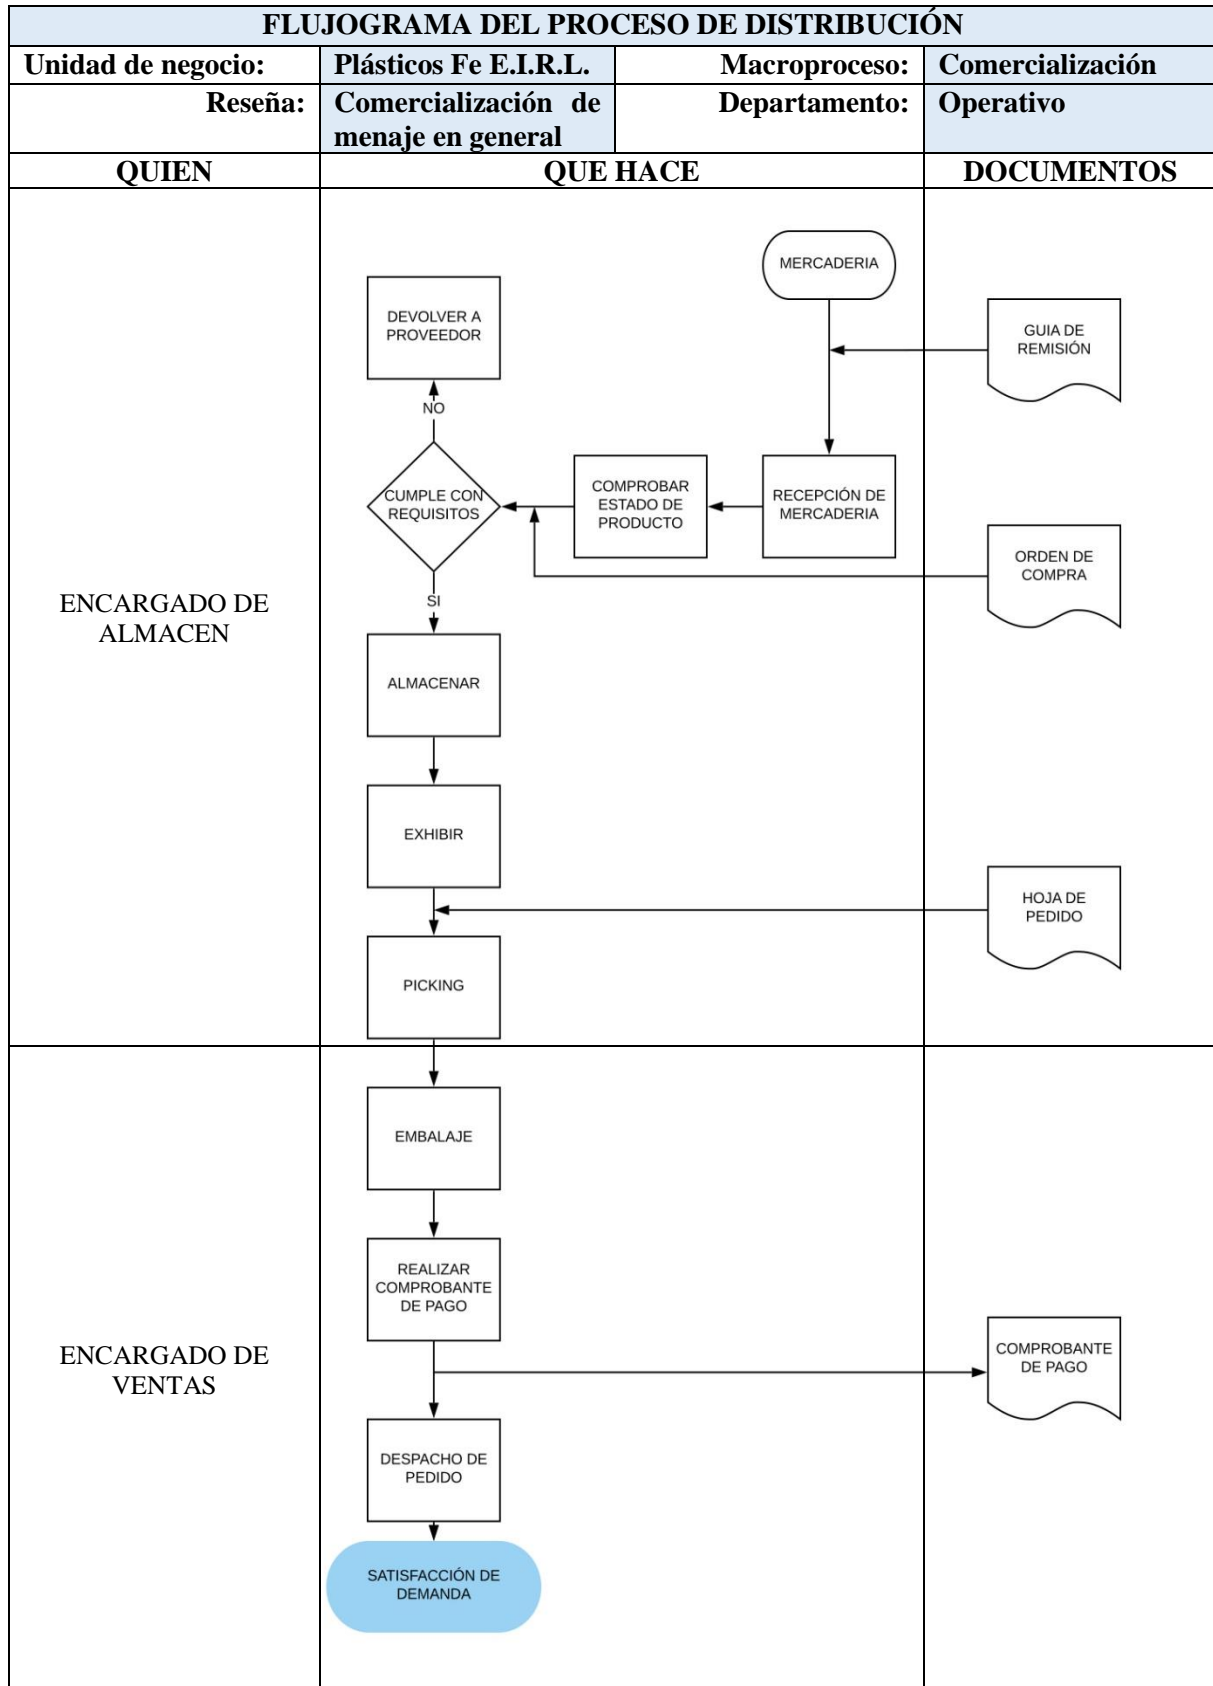 FLUJOGRAMA DEL PROCESO DE DISTRIBUCIÓN
Unidad de negocio:
Plásticos Fe E.I.R.L.
Macroproceso:
Comercialización
Reseña:
Comercialización de
menaje en general
Departamento:
Operativo
QUIEN
QUE HACE
DOCUMENTOS
MERCADERIA
DEVOLVER A
PROVEEDOR
GUIA DE
REMISIÓN
NO
CUMPLE CON
REQUISITOS
COMPROBAR
ESTADO DE
PRODUCTO
RECEPCIÓN DE
MERCADERIA
ORDEN DE
COMPRA
SI
ENCARGADO DE
ALMACEN
ALMACENAR
EXHIBIR
HOJA DE
PEDIDO
PICKING
EMBALAJE
REALIZAR
COMPROBANTE
DE PAGO
ENCARGADO DE
VENTAS
COMPROBANTE
DE PAGO
DESPACHO DE
PEDIDO
SATISFACCIÓN DE
DEMANDA